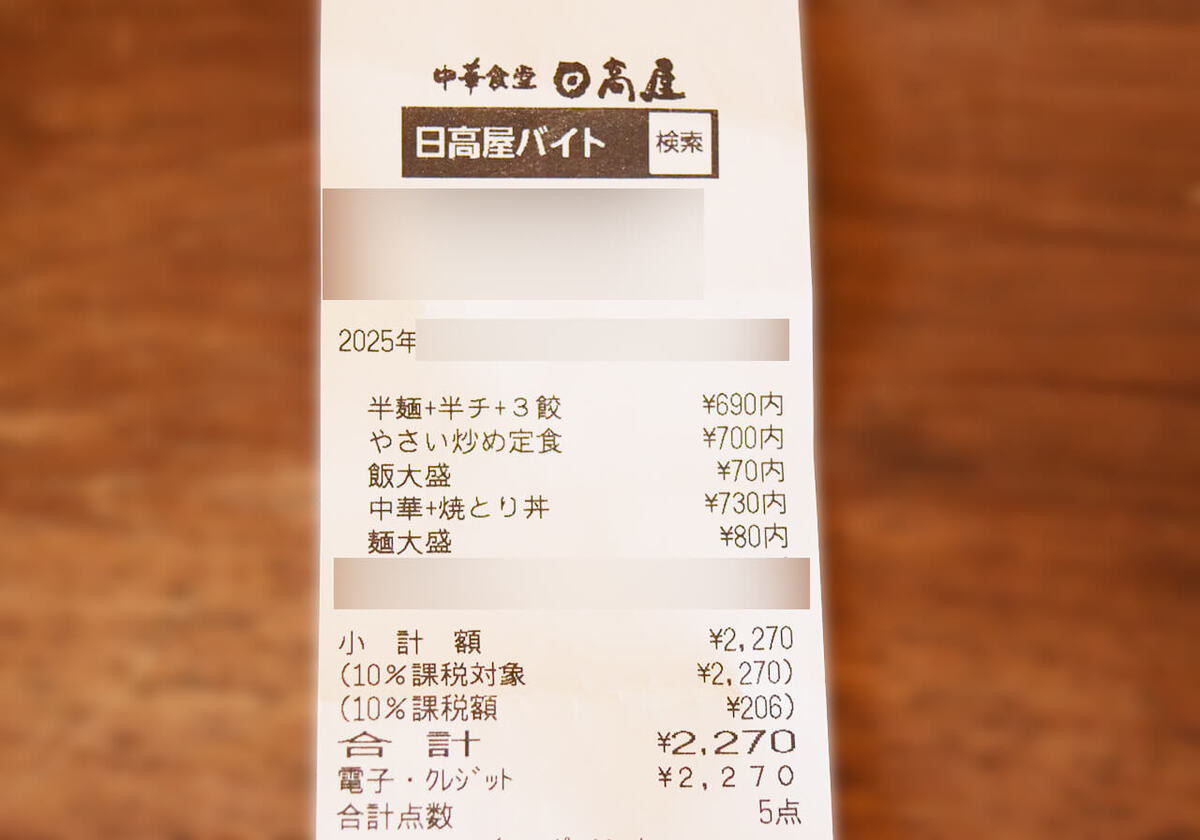 中華食堂 日高屋
日高屋バイト 検索
2025年
半麺+半チ+3餃 ¥690内
やさい炒め定食 ¥700内
飯大盛 ¥70内
中華+焼とり丼 ¥730内
麺大盛 ¥80内
小 計 額 ¥2,270
(10%課税対象 ¥2,270)
(10%課税額 ¥206)
合 計 ¥2,270
電子・クレジット ¥2,270
合計点数 5点